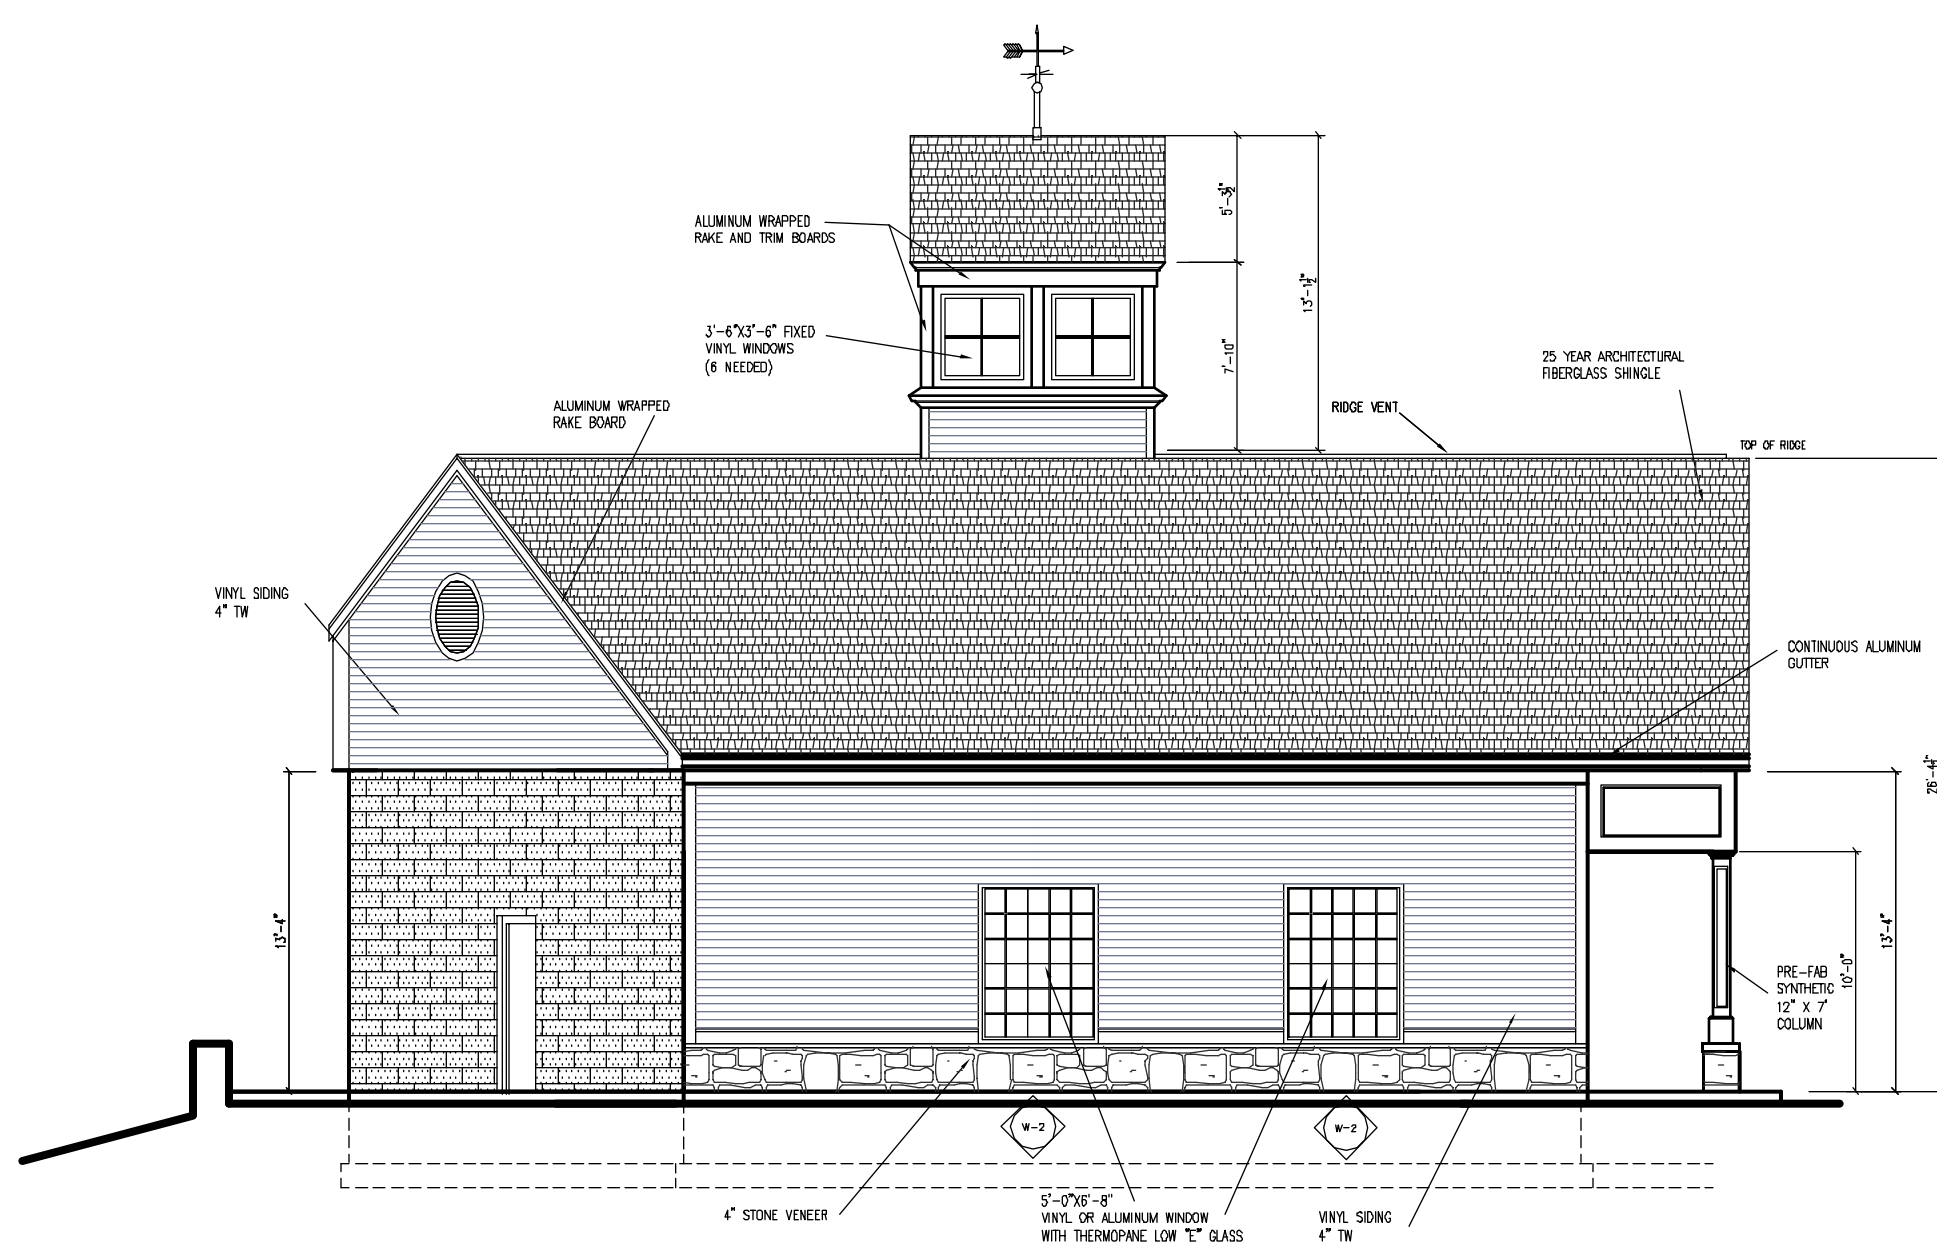 5'-3½"
13'-1½"
ALUMINUM WRAPPED
RAKE AND TRIM BOARDS
3'-6"X3'-6" FIXED
VINYL WINDOWS
(6 NEEDED)
7'-10"
25 YEAR ARCHITECTURAL
FIBERGLASS SHINGLE
ALUMINUM WRAPPED
RAKE BOARD
RIDGE VENT
TOP OF RIDGE
VINYL SIDING
4" TW
CONTINUOUS ALUMINUM
GUTTER
26'-4½"
13'-4"
13'-4"
10'-0"
PRE-FAB
SYNTHETIC
12" X 7'
COLUMN
W-2
W-2
4" STONE VENEER
5'-0"X6'-8"
VINYL OR ALUMINUM WINDOW
WITH THERMOPANE LOW "E" GLASS
VINYL SIDING
4" TW